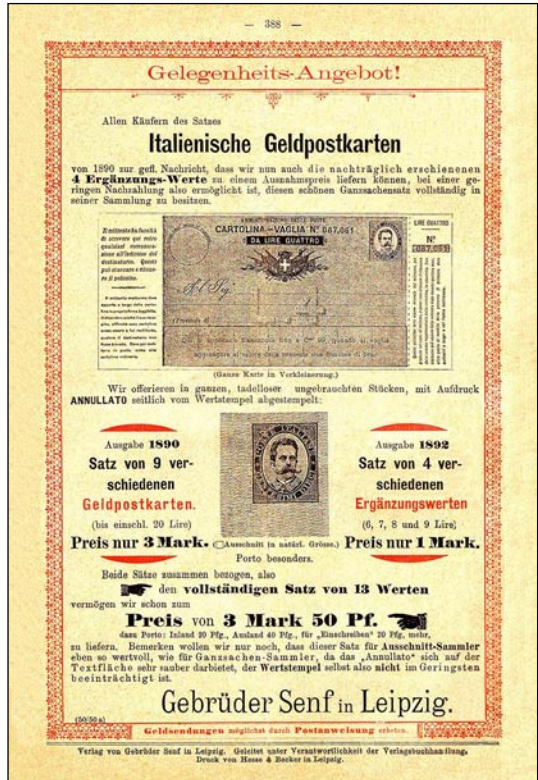 — 388 —
Gelegenheits-Angebot!
Allen Käufern des Satzes
Italienische Geldpostkarten
von 1890 zur gefl. Nachricht, dass wir nun auch die nachträglich erschienenen
4 Ergänzungs-Werte zu einem Ausnahmspreis liefern können, bei einer ge-
ringen Nachzahlung also ermöglicht ist, diesen schönen Ganzsachensatz vollständig in
seiner Sammlung zu besitzen.
AMMINISTRAZIONE DELLE POSTE
CARTOLINA-VAGLIA Nº 087,061
DA LIRE QUATTRO
LIRE QUATTRO
Nº
087,061
Al Sig.
(Ganze Karte in Verkleinerung.)
Wir offerieren in ganzen, tadelloser ungebrauchten Stücken, mit Aufdruck
ANNULLATO seitlich vom Wertstempel abgestempelt:
Ausgabe 1890
Satz von 9 ver-
schiedenen
Geldpostkarten.
(bis einschl. 20 Lire)
Preis nur 3 Mark.
(Ausschnitt in natürl. Grösse.)
Ausgabe 1892
Satz von 4 ver-
schiedenen
Ergänzungswerten
(6, 7, 8 und 9 Lire)
Preis nur 1 Mark.
Porto besonders.
Beide Sätze zusammen bezogen, also
den vollständigen Satz von 13 Werten
vermögen wir schon zum
Preis von 3 Mark 50 Pf.
dazu Porto: Inland 20 Pfg., Ausland 40 Pfg., für „Einschreiben" 20 Pfg. mehr,
zu liefern. Bemerken wollen wir nur noch, dass dieser Satz für Ausschnitt-Sammler
eben so wertvoll, wie für Ganzsachen-Sammler, da das „Annullato" sich auf der
Textfläche sehr sauber darbietet, der Wertstempel selbst also nicht im Geringsten
beeinträchtigt ist.
Gebrüder Senf in Leipzig.
(50/50 a)
Geldsendungen möglichst durch Postanweisung erbeten.
Verlag von Gebrüder Senf in Leipzig. Geleitet unter Verantwortlichkeit der Verlagsbuchhandlung.
Druck von Hesse & Becker in Leipzig.